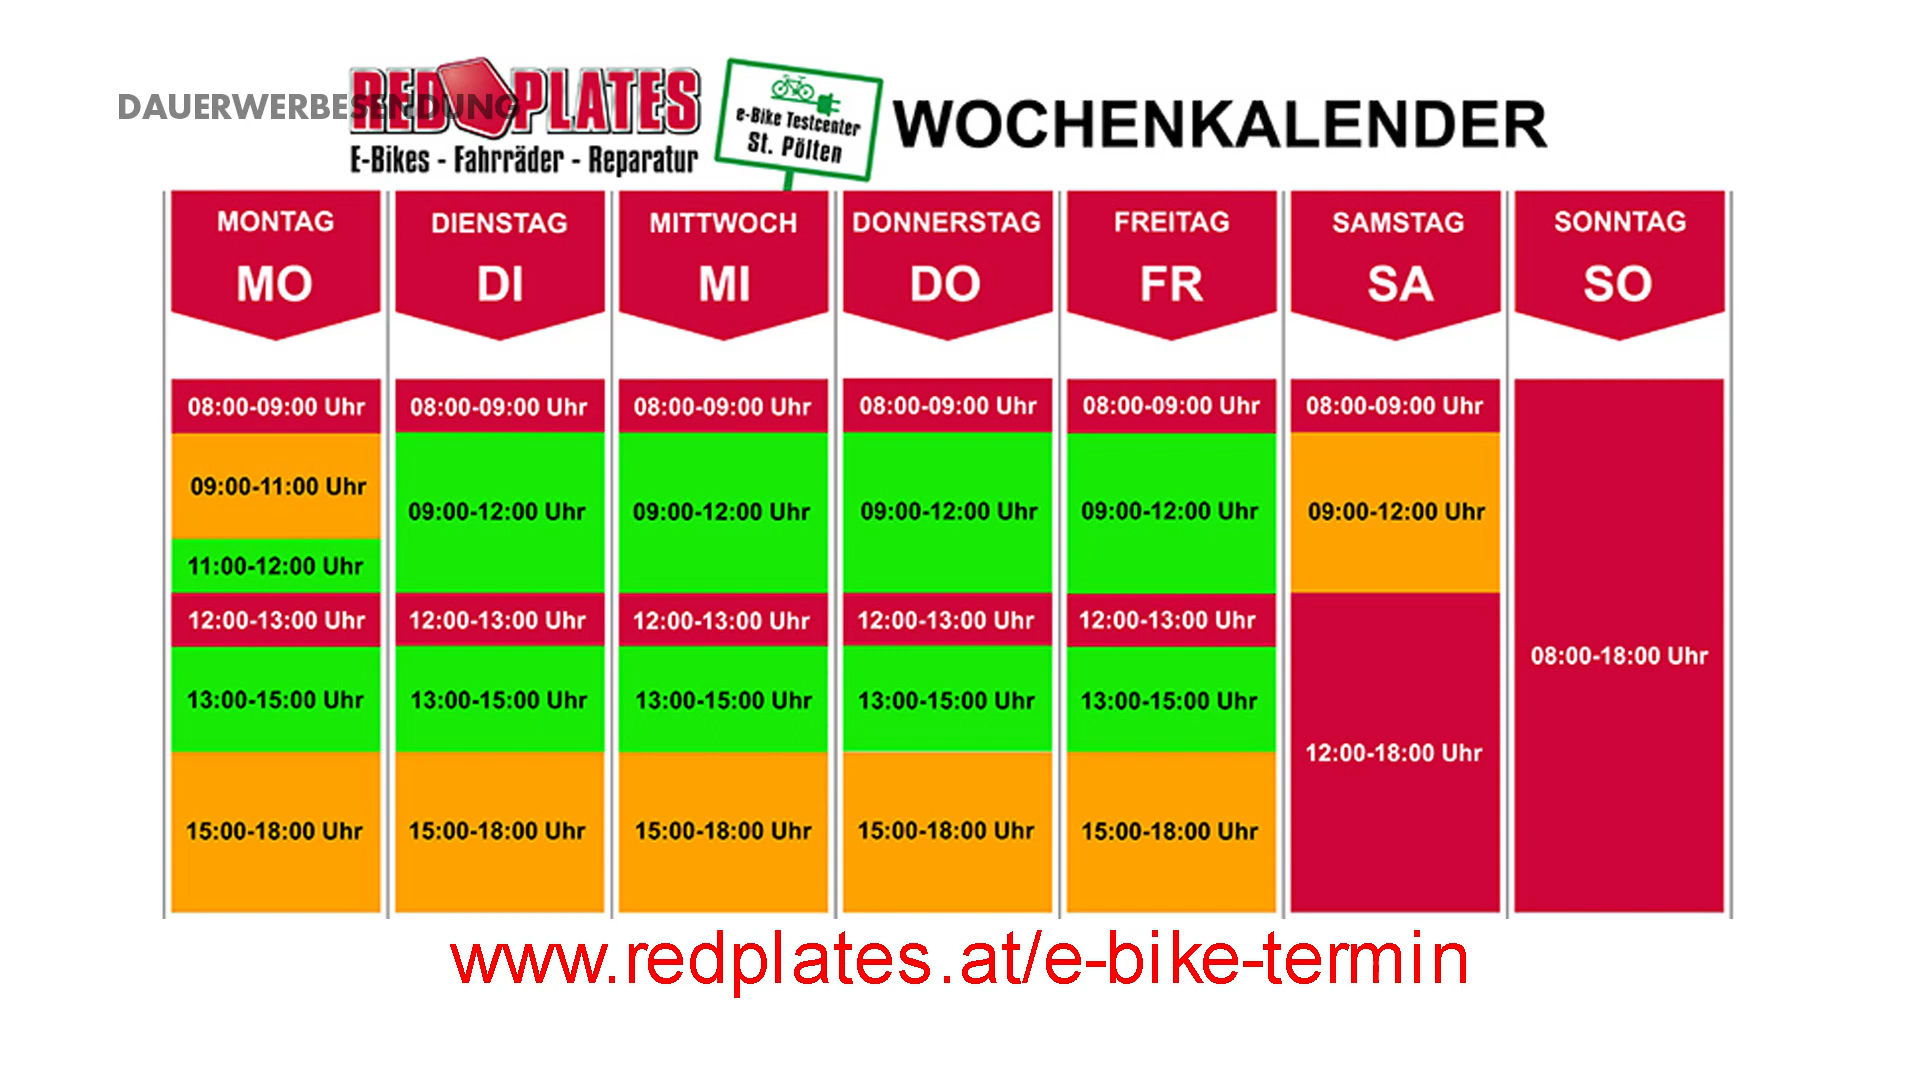 DAUERWERBESENDUNG
RED PLATES
E-Bikes - Fahrräder - Reparatur
e-Bike Testcenter
St. Pölten
WOCHENKALENDER
MONTAG DIENSTAG MITTWOCH DONNERSTAG FREITAG SAMSTAG SONNTAG
MO DI MI DO FR SA SO
08:00-09:00 Uhr 08:00-09:00 Uhr 08:00-09:00 Uhr 08:00-09:00 Uhr 08:00-09:00 Uhr 08:00-09:00 Uhr
09:00-11:00 Uhr
09:00-12:00 Uhr 09:00-12:00 Uhr 09:00-12:00 Uhr 09:00-12:00 Uhr 09:00-12:00 Uhr
11:00-12:00 Uhr
12:00-13:00 Uhr 12:00-13:00 Uhr 12:00-13:00 Uhr 12:00-13:00 Uhr 12:00-13:00 Uhr
08:00-18:00 Uhr
13:00-15:00 Uhr 13:00-15:00 Uhr 13:00-15:00 Uhr 13:00-15:00 Uhr 13:00-15:00 Uhr
12:00-18:00 Uhr
15:00-18:00 Uhr 15:00-18:00 Uhr 15:00-18:00 Uhr 15:00-18:00 Uhr 15:00-18:00 Uhr
www.redplates.at/e-bike-termin